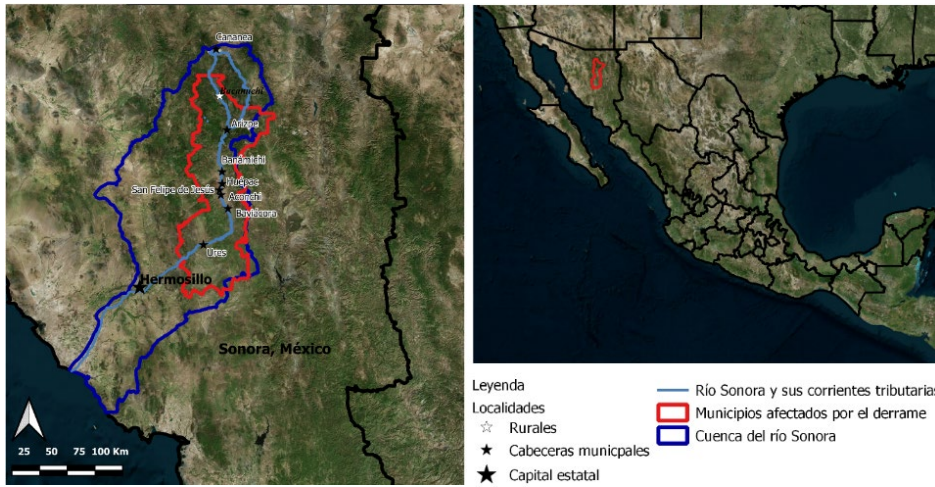 Cananea
Bacanuchi
Arizpe
Banámichi
Huépac
San Felipe de Jesús
Aconchi
Baviácora
Ures
Hermosillo
Sonora, México
25 50 75 100 Km
Leyenda
Localidades
Rurales
Cabeceras municpales
Capital estatal
Río Sonora y sus corrientes tributarias
Municipios afectados por el derrame
Cuenca del río Sonora